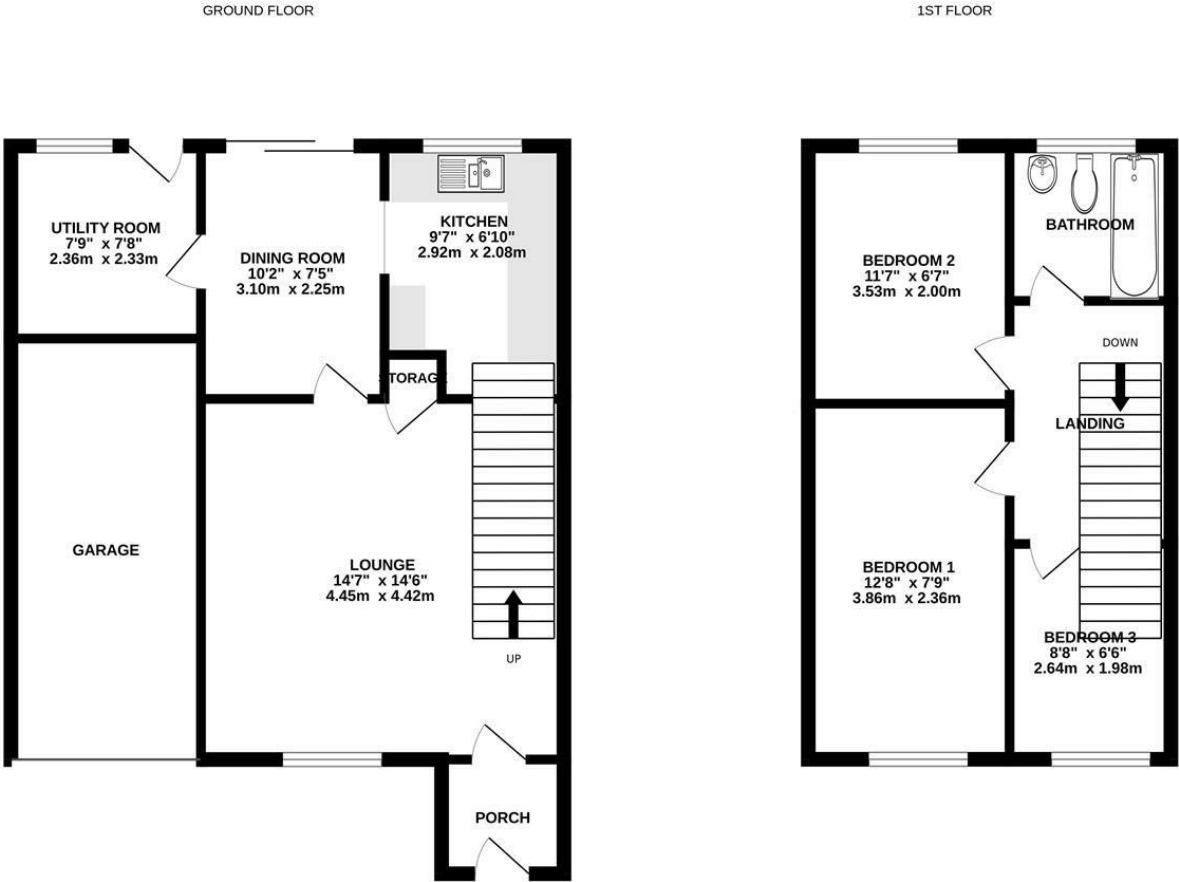 GROUND FLOOR
1ST FLOOR
UTILITY ROOM
7'9" x 7'8"
2.36m x 2.33m
DINING ROOM
10'2" x 7'5"
3.10m x 2.25m
KITCHEN
9'7" x 6'10"
2.92m x 2.08m
STORAGE
GARAGE
LOUNGE
14'7" x 14'6"
4.45m x 4.42m
UP
PORCH
BEDROOM 2
11'7" x 6'7"
3.53m x 2.00m
BATHROOM
DOWN
LANDING
BEDROOM 1
12'8" x 7'9"
3.86m x 2.36m
BEDROOM 3
8'8" x 6'6"
2.64m x 1.98m